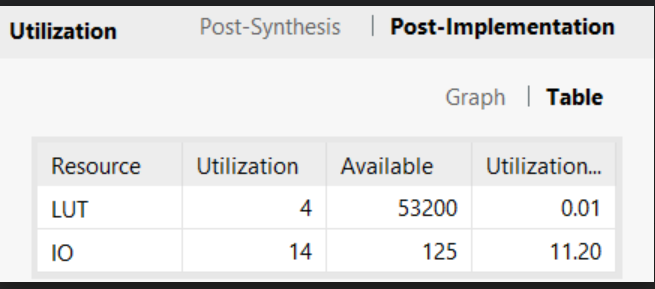 Utilization Post-Synthesis | Post-Implementation
Graph | Table
Resource Utilization Available Utilization...
LUT 4 53200 0.01
IO 14 125 11.20